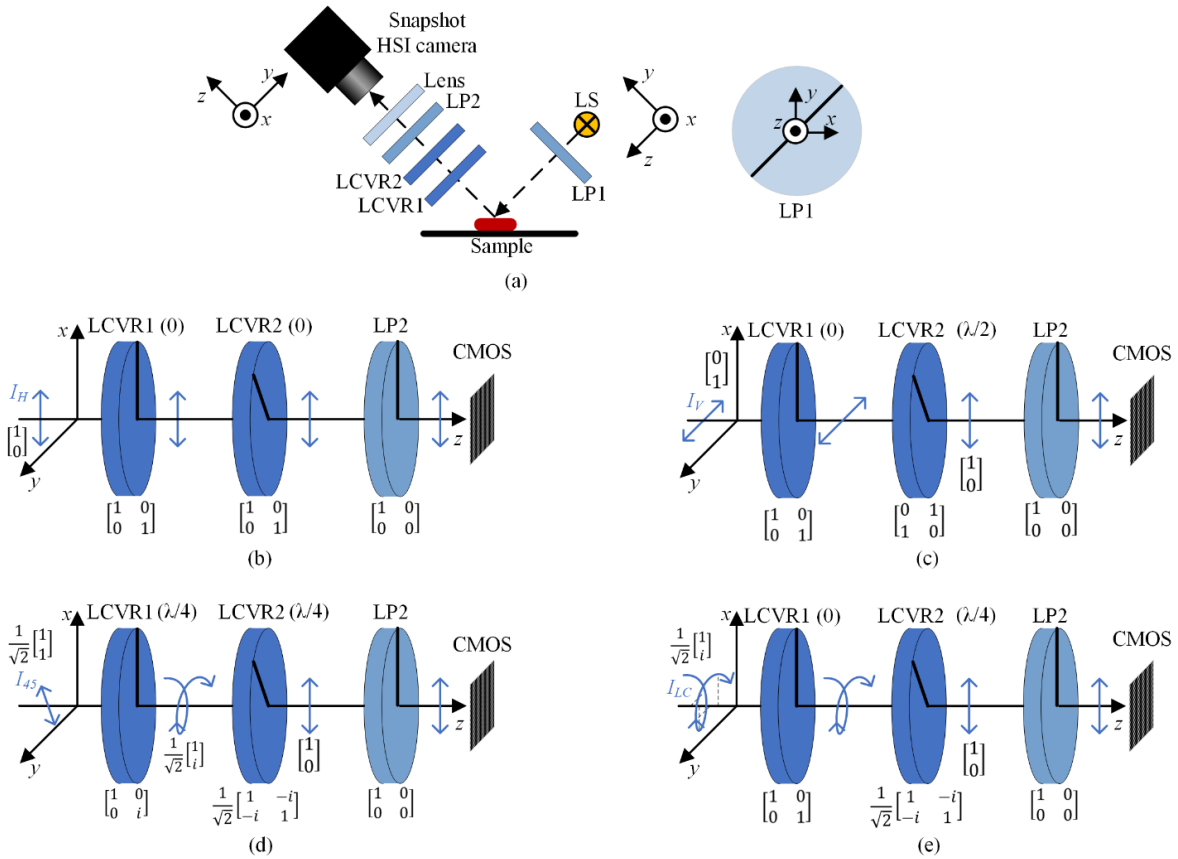 Snapshot
HSI camera
Lens
LP2
LS
z
y
x
y
x
z
y
z
x
LCVR2
LCVR1
LP1
LP1
Sample
(a)
x
LCVR1 (0)
LCVR2 (0)
LP2
CMOS
I_H
[1 0]
y
z
[1 0 0 1]
[1 0 0 1]
[1 0 0 0]
(b)
x
LCVR1 (0)
LCVR2 (λ/2)
LP2
CMOS
[0 1]
I_V
[1 0]
y
z
[1 0 0 1]
[0 1 1 0]
[1 0 0 0]
(c)
x
LCVR1 (λ/4)
LCVR2 (λ/4)
LP2
CMOS
1/√2 [1 1]
I_45
1/√2 [1 i]
[1 0]
y
z
[1 0 0 i]
1/√2 [1 -i -i 1]
[1 0 0 0]
(d)
x
LCVR1 (0)
LCVR2 (λ/4)
LP2
CMOS
1/√2 [1 i]
I_LC
[1 0]
y
z
[1 0 0 1]
1/√2 [1 -i -i 1]
[1 0 0 0]
(e)